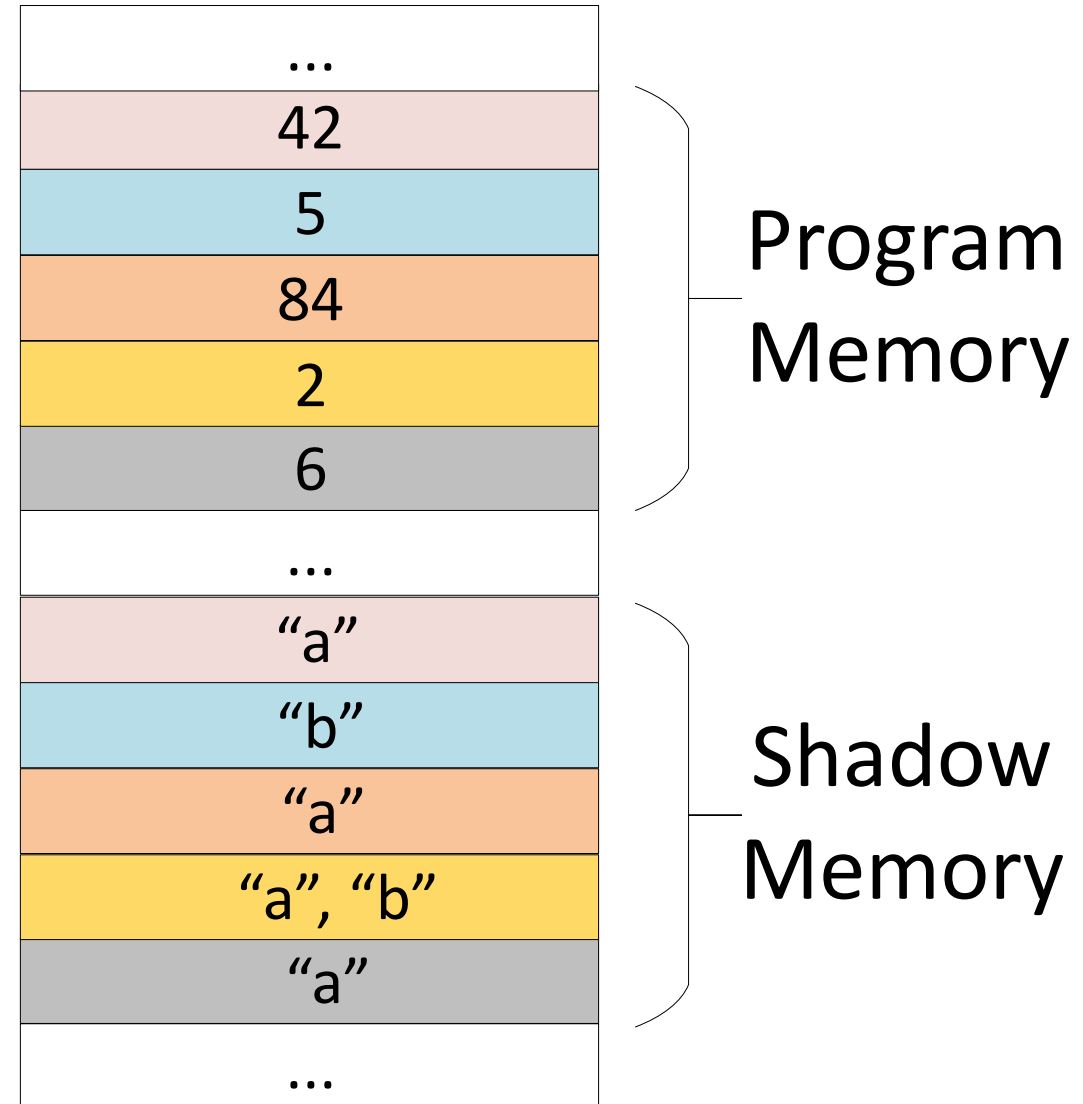 ...
42
5
84
2
6
...
“a”
“b”
“a”
“a”, “b”
“a”
...
Program
Memory
Shadow
Memory